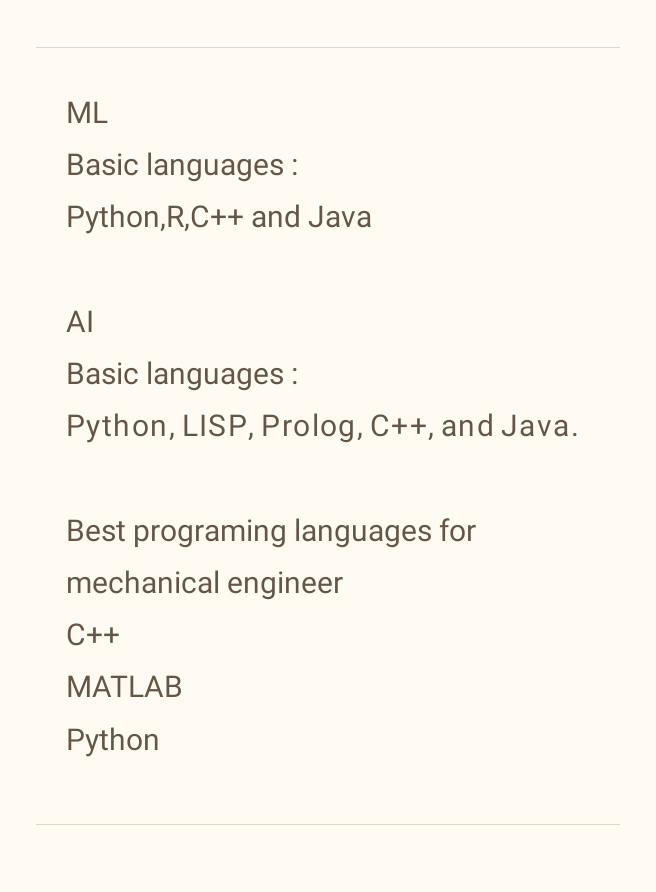 ML
Basic languages :
Python,R,C++ and Java
AI
Basic languages :
Python, LISP, Prolog, C++, and Java.
Best programing languages for
mechanical engineer
C++
MATLAB
Python